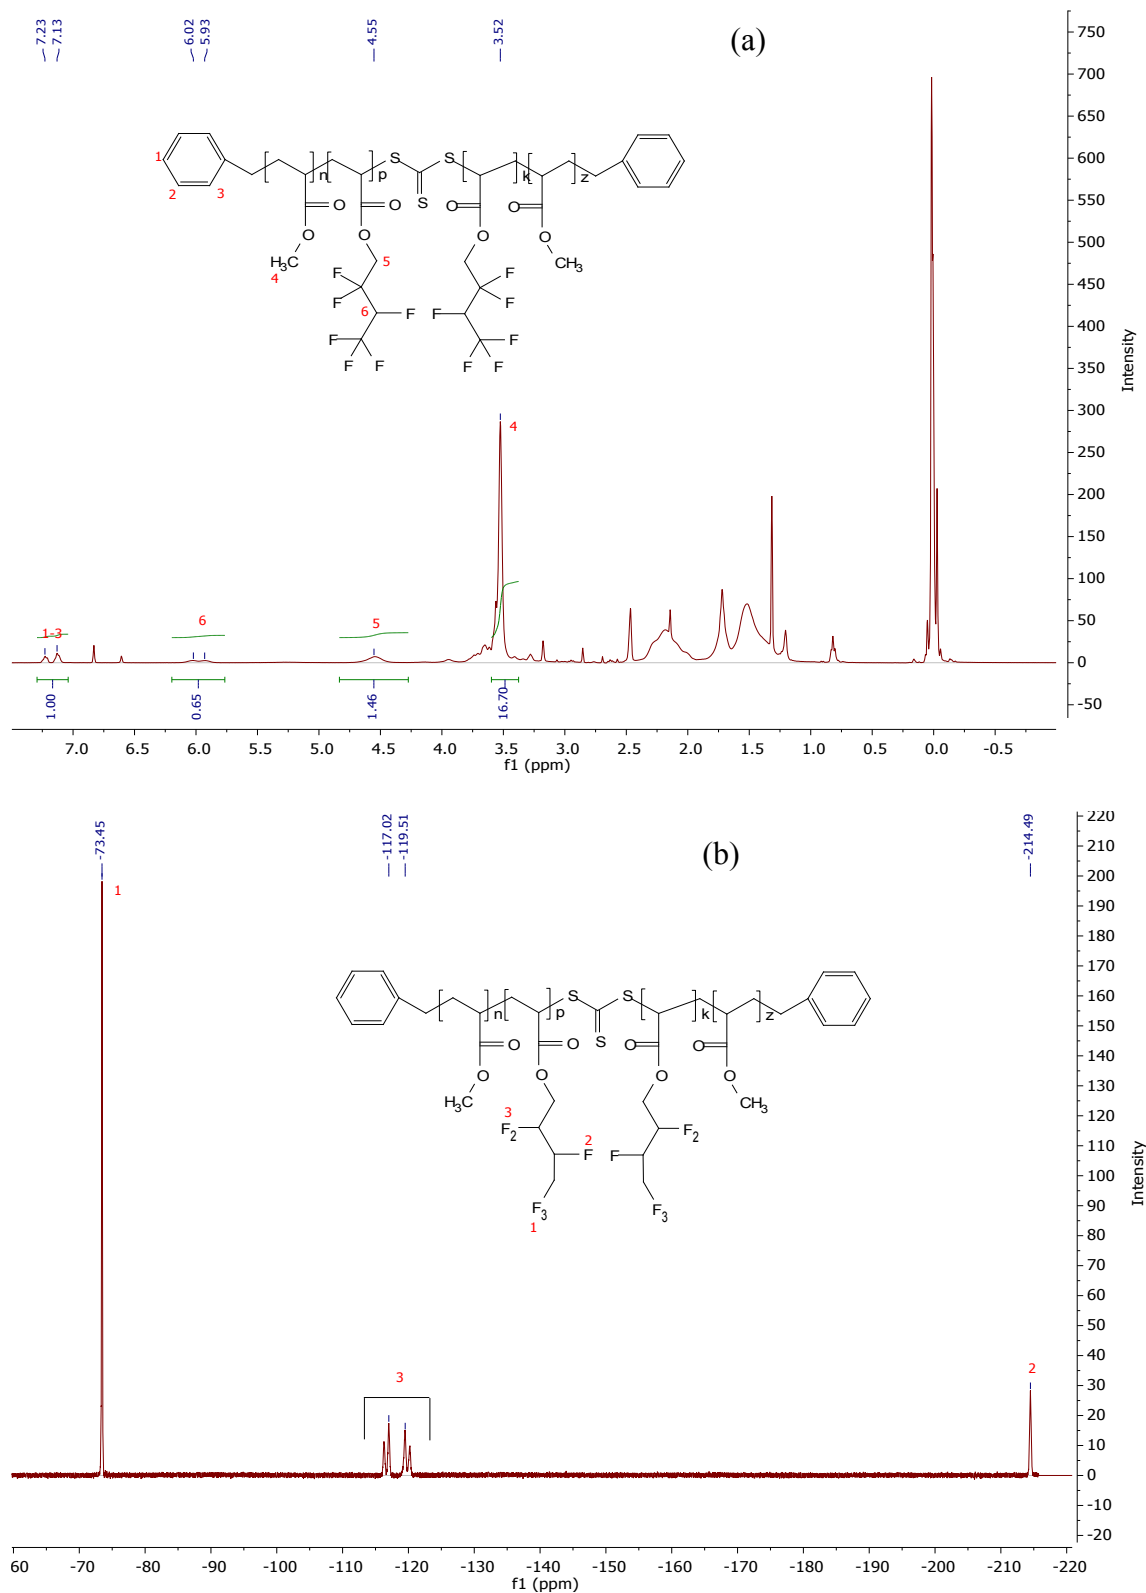 7.23
7.13
6.02
5.93
4.55
3.52
(a)
750
700
650
600
550
500
450
400
350
300
250
200
150
100
50
0
-50
Intensity
1
2
3
n
p
S
S
S
k
z
O
O
O
O
O
O
O
O
H3C
4
5
CH3
F
F
F
F
6
F
F
F
F
F
F
F
F
F
F
4
1-3
6
5
1.00
0.65
1.46
16.70
7.0 6.5 6.0 5.5 5.0 4.5 4.0 3.5 3.0 2.5 2.0 1.5 1.0 0.5 0.0 -0.5
f1 (ppm)
-73.45
-117.02
-119.51
-214.49
(b)
220
210
200
190
180
170
160
150
140
130
120
110
100
90
80
70
60
50
40
30
20
10
0
-10
-20
Intensity
1
n
p
S
S
S
k
z
O
O
O
O
O
O
O
O
H3C
CH3
3
F2
2
F
F
F2
F3
F3
1
3
2
60 -70 -80 -90 -100 -110 -120 -130 -140 -150 -160 -170 -180 -190 -200 -210 -220
f1 (ppm)